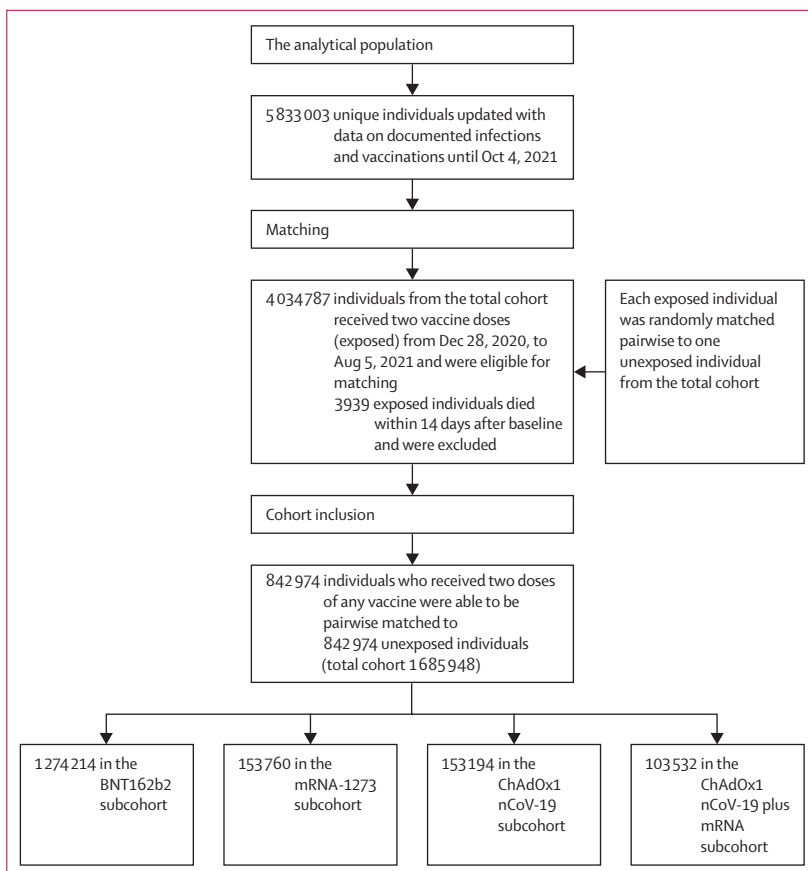 The analytical population
5 833 003 unique individuals updated with
data on documented infections
and vaccinations until Oct 4, 2021
Matching
4 034 787 individuals from the total cohort
received two vaccine doses
(exposed) from Dec 28, 2020, to
Aug 5, 2021 and were eligible for
matching
3939 exposed individuals died
within 14 days after baseline
and were excluded
Each exposed individual
was randomly matched
pairwise to one
unexposed individual
from the total cohort
Cohort inclusion
842 974 individuals who received two doses
of any vaccine were able to be
pairwise matched to
842 974 unexposed individuals
(total cohort 1 685 948)
1 274 214 in the
BNT162b2
subcohort
153 760 in the
mRNA-1273
subcohort
153 194 in the
ChAdOx1
nCoV-19
subcohort
103 532 in the
ChAdOx1
nCoV-19 plus
mRNA
subcohort